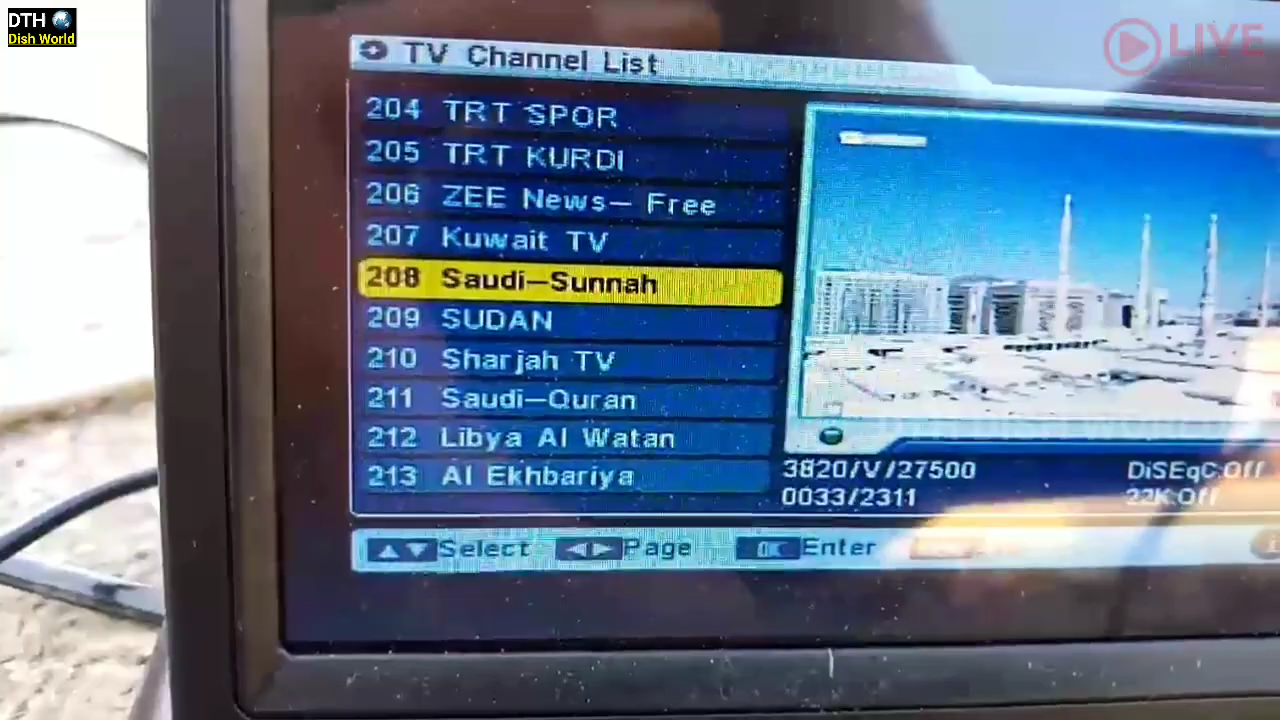 DTH
Dish World
LIVE
TV Channel List
204 TRT SPOR
205 TRT KURDI
206 ZEE News- Free
207 Kuwait TV
208 Saudi-Sunnah
209 SUDAN
210 Sharjah TV
211 Saudi-Quran
212 Libya Al Watan
213 Al Ekhbariya
3820/V/27500 DiSEqC:Off
0033/2311 22K:Off
Select Page OK Enter